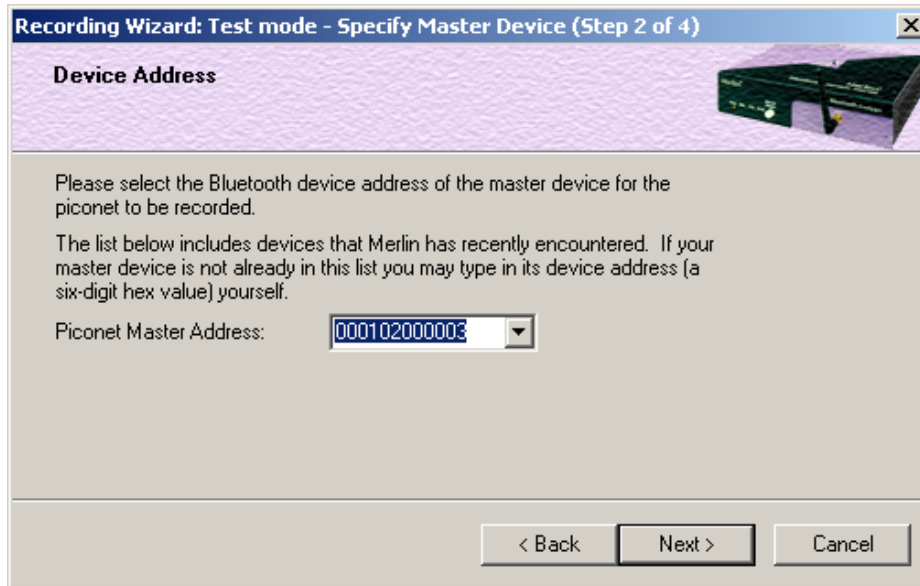 Recording Wizard: Test mode - Specify Master Device (Step 2 of 4)
Device Address
Please select the Bluetooth device address of the master device for the
piconet to be recorded.
The list below includes devices that Merlin has recently encountered.  If your
master device is not already in this list you may type in its device address (a
six-digit hex value) yourself.
Piconet Master Address: 000102000003
< Back Next > Cancel